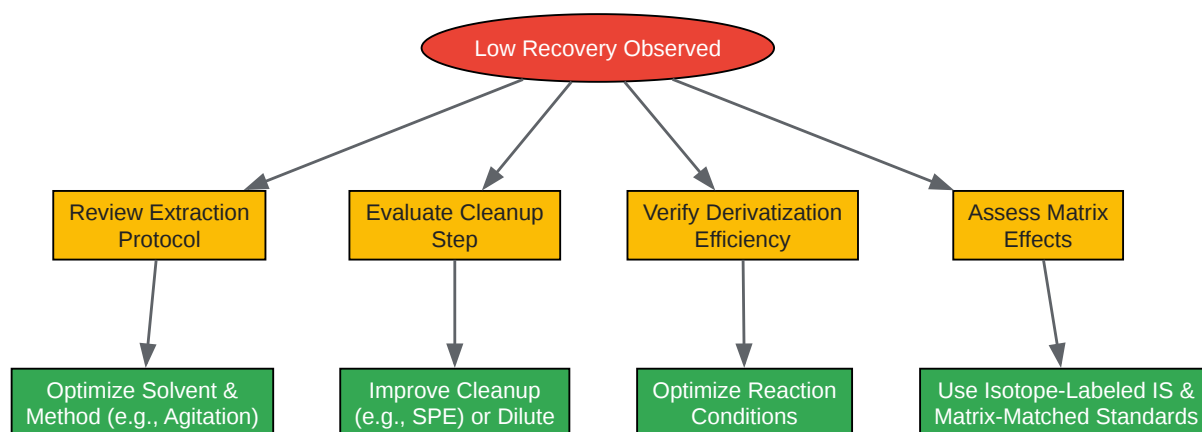 Low Recovery Observed
Review Extraction
Protocol
Evaluate Cleanup
Step
Verify Derivatization
Efficiency
Assess Matrix
Effects
Optimize Solvent &
Method (e.g., Agitation)
Improve Cleanup
(e.g., SPE) or Dilute
Optimize Reaction
Conditions
Use Isotope-Labeled IS &
Matrix-Matched Standards